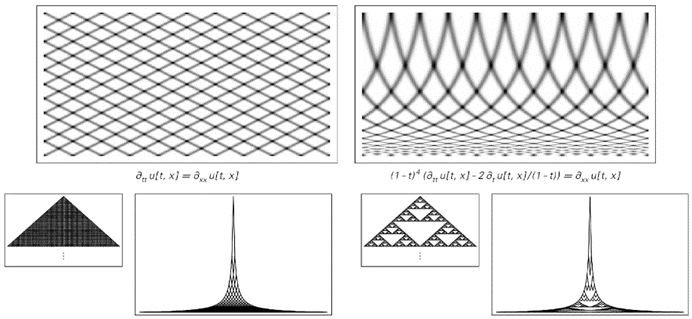 ∂tt u[t, x] = ∂xx u[t, x]
(1 - t)^4 (∂tt u[t, x] - 2 ∂t u[t, x]/(1 - t)) = ∂xx u[t, x]
⋮
⋮